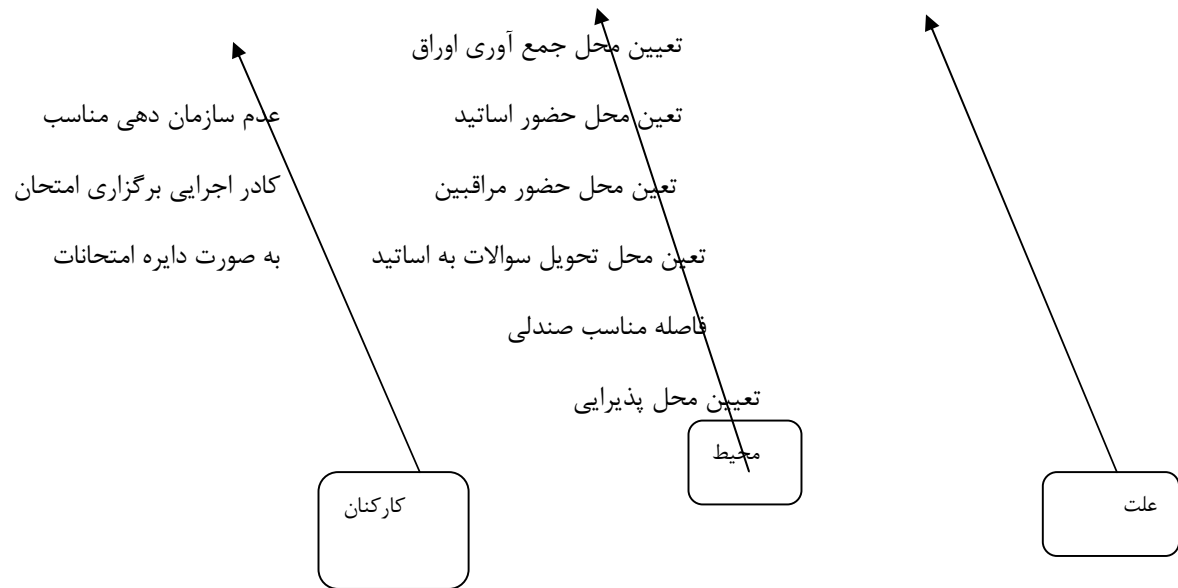 تعیین محل جمع آوری اوراق
تعین محل حضور اساتید
عدم سازمان دهی مناسب
تعین محل حضور مراقبین
کادر اجرایی برگزاری امتحان
تعین محل تحویل سوالات به اساتید
به صورت دایره امتحانات
فاصله مناسب صندلی
تعیین محل پذیرایی
محیط
علت
کارکنان